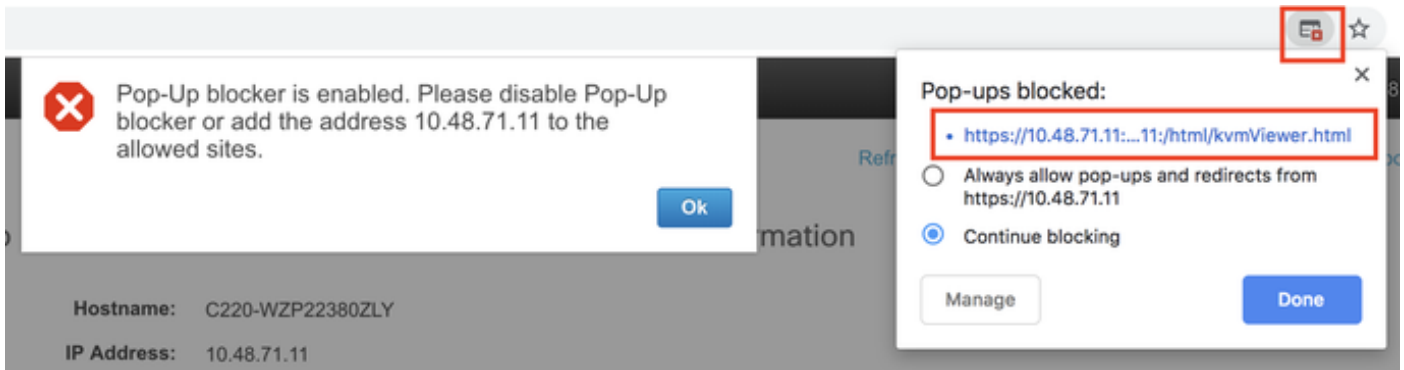 Pop-Up blocker is enabled. Please disable Pop-Up
blocker or add the address 10.48.71.11 to the
allowed sites.
Ok
Pop-ups blocked:
• https://10.48.71.11:...11:/html/kvmViewer.html
Always allow pop-ups and redirects from
https://10.48.71.11
Continue blocking
Manage
Done
Refr
mation
Hostname: C220-WZP22380ZLY
IP Address: 10.48.71.11